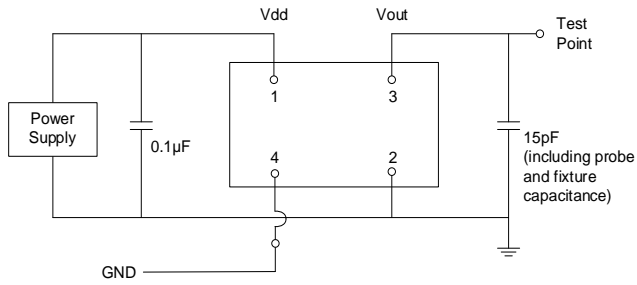 Vdd
Vout
Test
Point
1
3
Power
Supply
0.1µF
4
2
15pF
(including probe
and fixture
capacitance)
GND